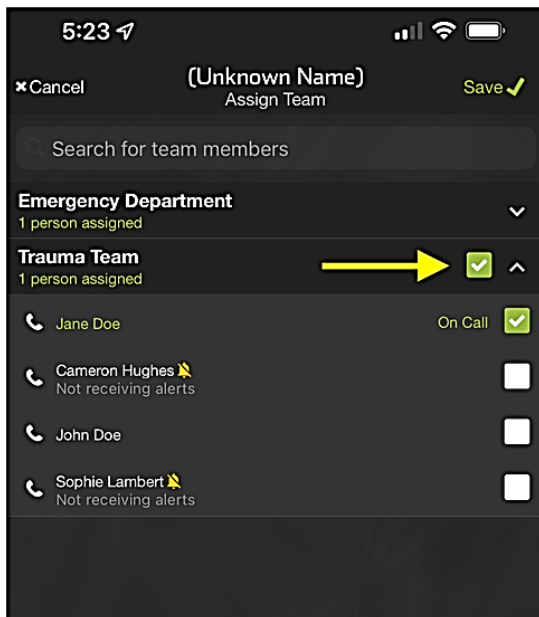 5:23
Cancel
(Unknown Name)
Assign Team
Save
Search for team members
Emergency Department
1 person assigned
Trauma Team
1 person assigned
Jane Doe
On Call
Cameron Hughes
Not receiving alerts
John Doe
Sophie Lambert
Not receiving alerts